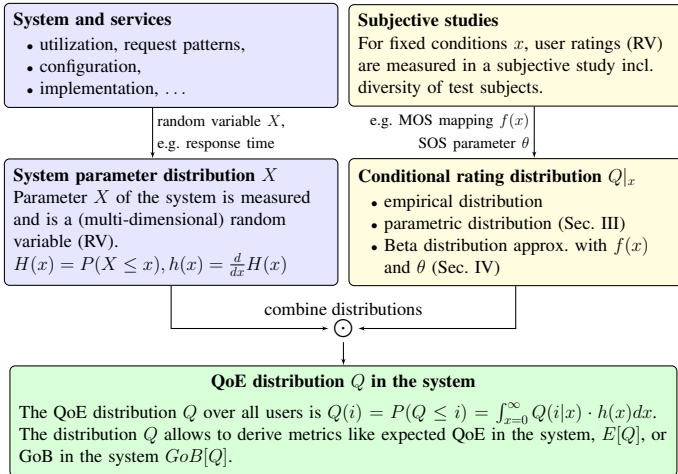 System and services
• utilization, request patterns,
• configuration,
• implementation, …
Subjective studies
For fixed conditions x, user ratings (RV)
are measured in a subjective study incl.
diversity of test subjects.
random variable X,
e.g. response time
e.g. MOS mapping f(x)
SOS parameter θ
System parameter distribution X
Parameter X of the system is measured
and is a (multi-dimensional) random
variable (RV).
H(x) = P(X ≤ x), h(x) = d/dx H(x)
Conditional rating distribution Q|x
• empirical distribution
• parametric distribution (Sec. III)
• Beta distribution approx. with f(x)
and θ (Sec. IV)
combine distributions
⊙
QoE distribution Q in the system
The QoE distribution Q over all users is Q(i) = P(Q ≤ i) = ∫_{x=0}^{∞} Q(i|x) · h(x)dx.
The distribution Q allows to derive metrics like expected QoE in the system, E[Q], or
GoB in the system GoB[Q].